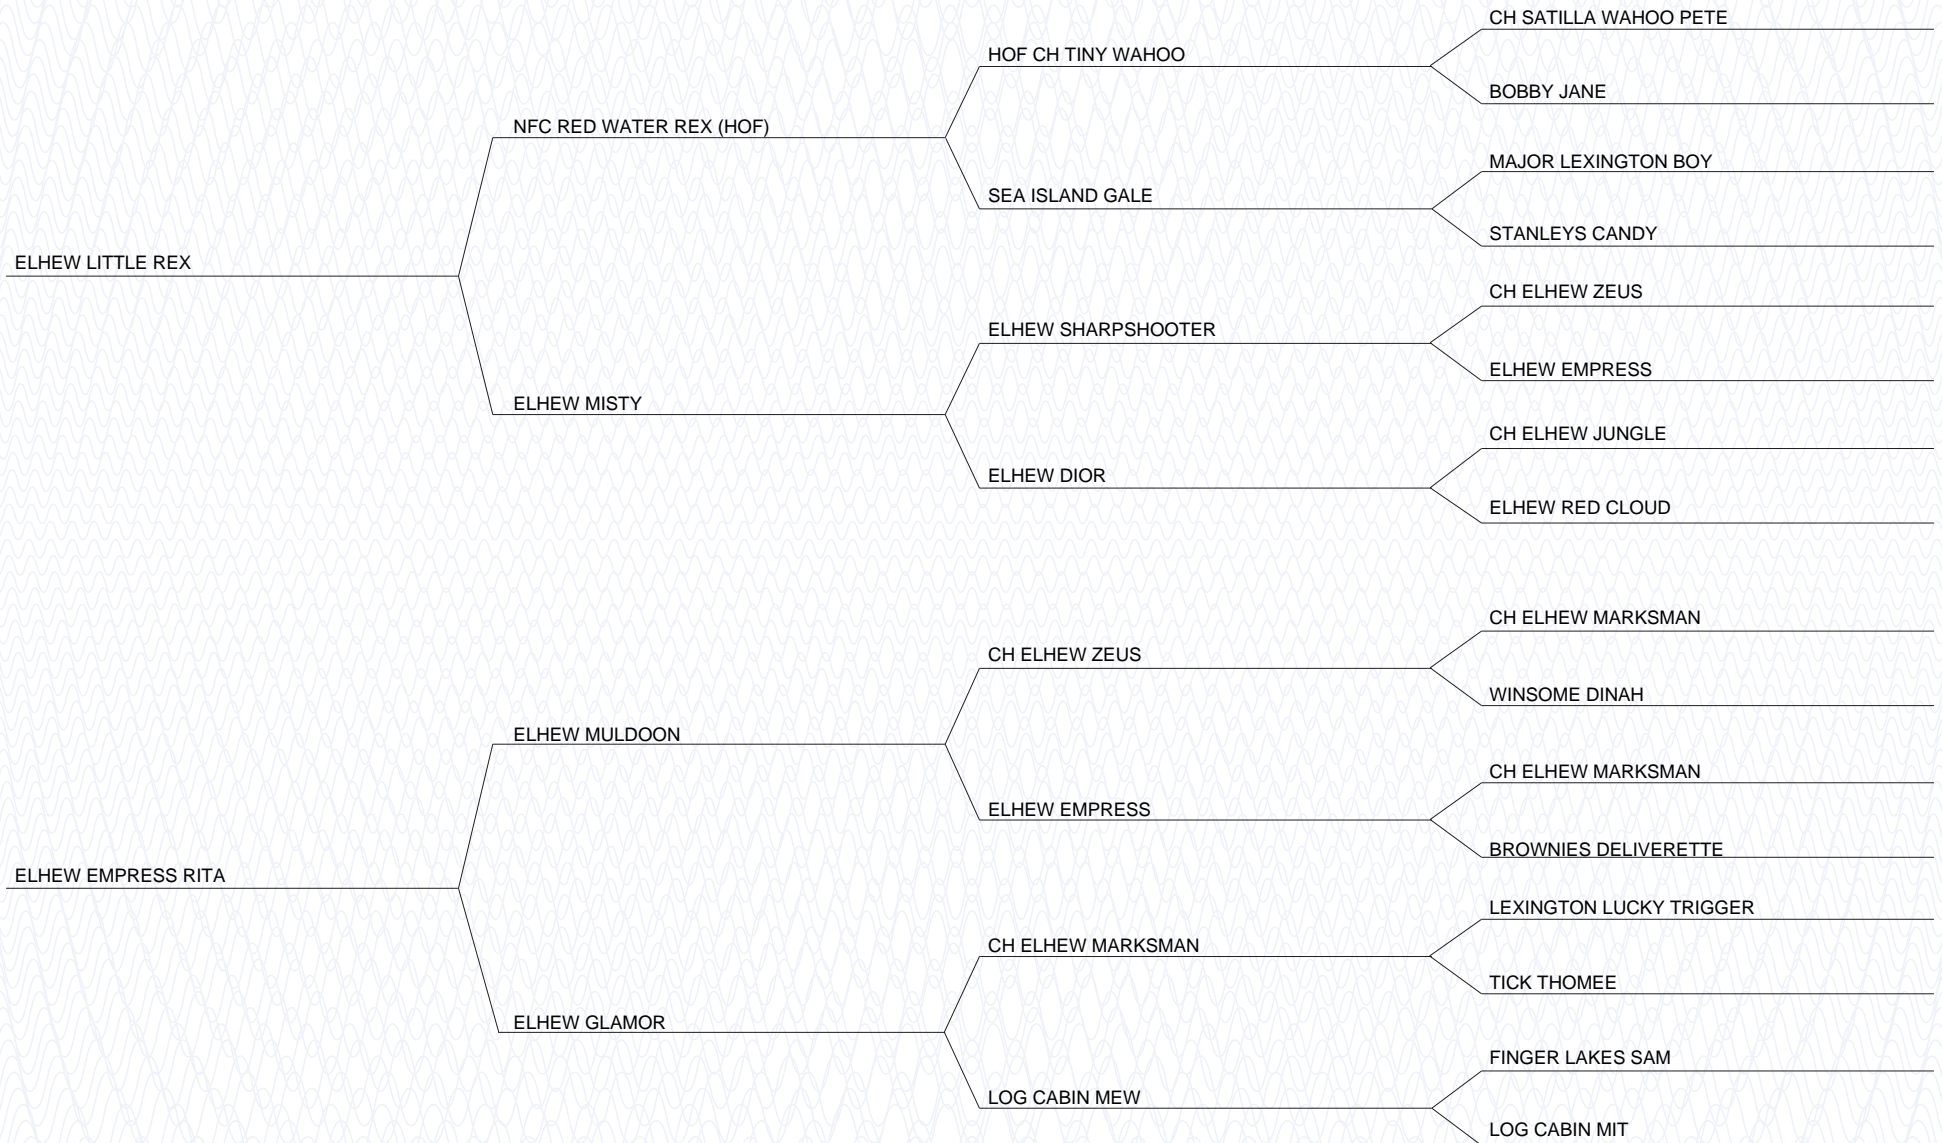 CH SATILLA WAHOO PETE
HOF CH TINY WAHOO
BOBBY JANE
NFC RED WATER REX (HOF)
MAJOR LEXINGTON BOY
SEA ISLAND GALE
STANLEYS CANDY
ELHEW LITTLE REX
CH ELHEW ZEUS
ELHEW SHARPSHOOTER
ELHEW EMPRESS
ELHEW MISTY
CH ELHEW JUNGLE
ELHEW DIOR
ELHEW RED CLOUD
CH ELHEW MARKSMAN
CH ELHEW ZEUS
WINSOME DINAH
ELHEW MULDOON
CH ELHEW MARKSMAN
ELHEW EMPRESS
BROWNIES DELIVERETTE
ELHEW EMPRESS RITA
LEXINGTON LUCKY TRIGGER
CH ELHEW MARKSMAN
TICK THOMEE
ELHEW GLAMOR
FINGER LAKES SAM
LOG CABIN MEW
LOG CABIN MIT